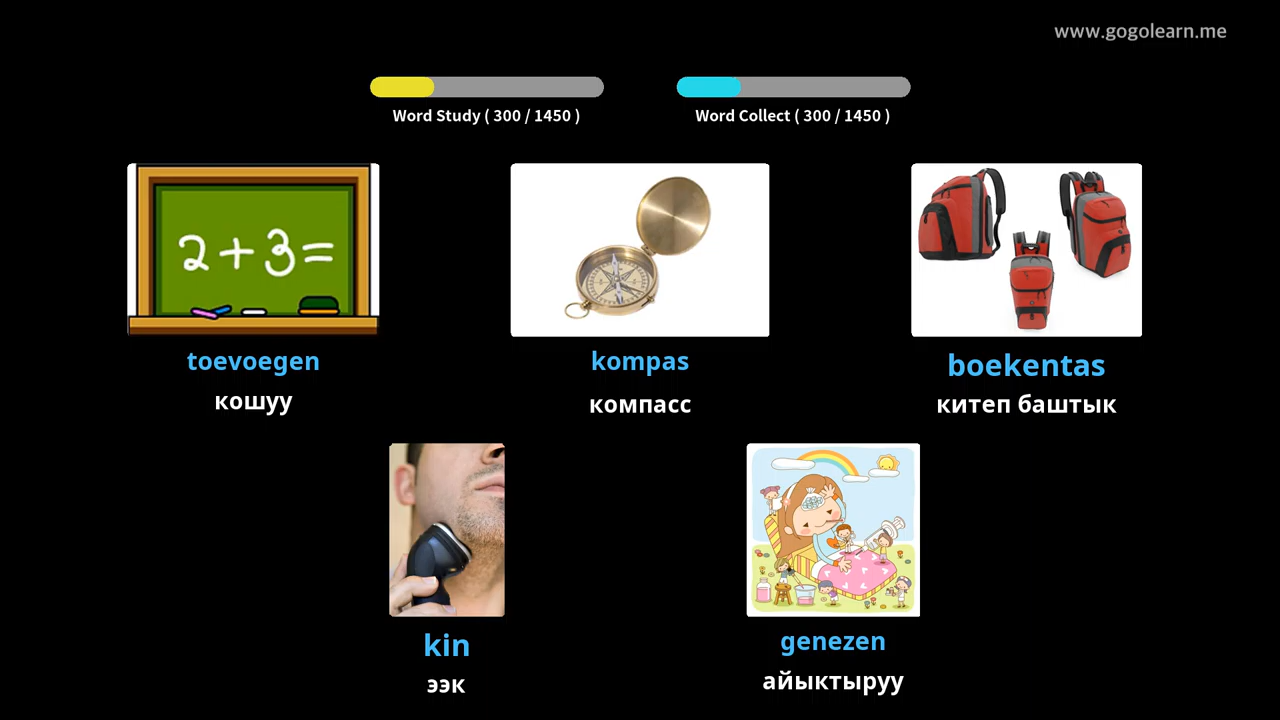 www.gogolearn.me
Word Study ( 300 / 1450 )
Word Collect ( 300 / 1450 )
2+3=
toevoegen
кошуу
kompas
компасс
boekentas
китеп баштык
kin
ээк
genezen
айыктыруу